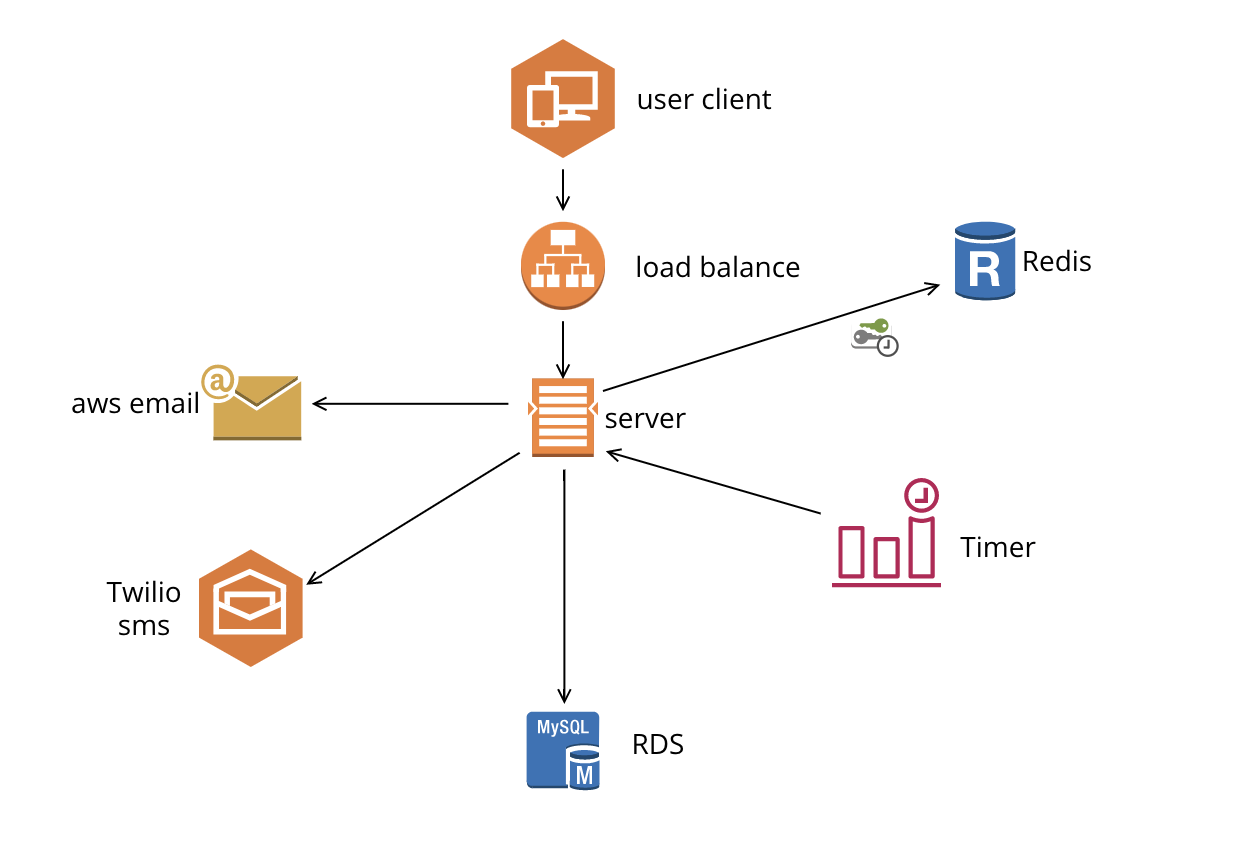 user client
load balance
R
Redis
@
aws email
server
Timer
Twilio
sms
MySQL
M
RDS